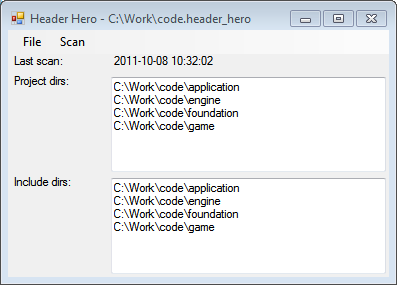 Header Hero - C:\Work\code.header_hero
File Scan
Last scan: 2011-10-08 10:32:02
Project dirs:
C:\Work\code\application
C:\Work\code\engine
C:\Work\code\foundation
C:\Work\code\game
Include dirs:
C:\Work\code\application
C:\Work\code\engine
C:\Work\code\foundation
C:\Work\code\game